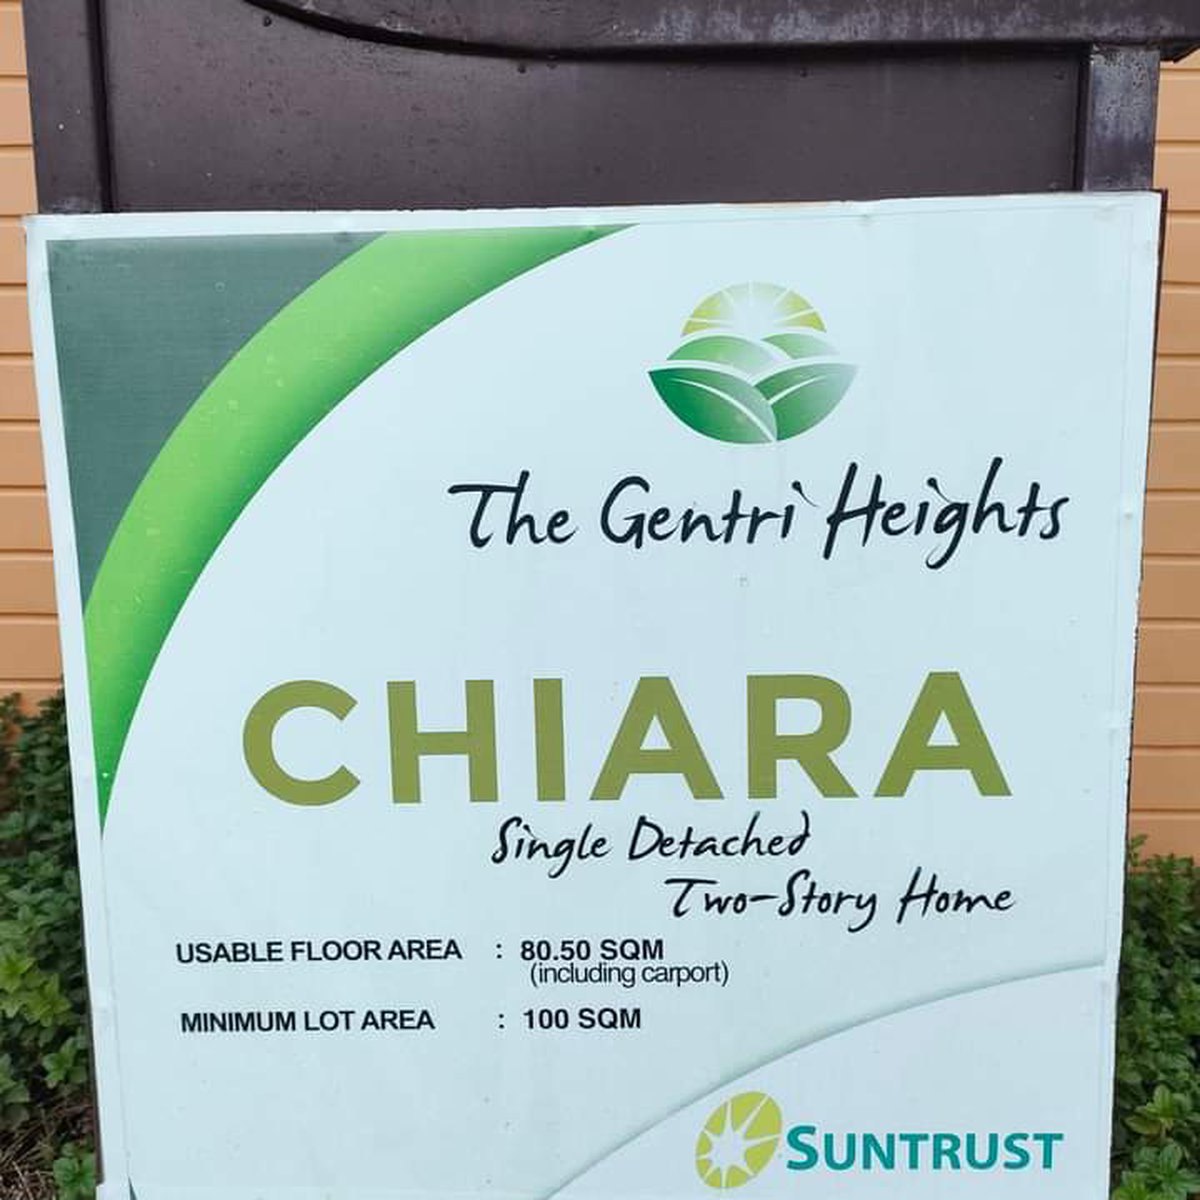 The Gentri Heights
CHIARA
Single Detached
Two-Story Home
USABLE FLOOR AREA : 80.50 SQM
(including carport)
MINIMUM LOT AREA : 100 SQM
SUNTRUST